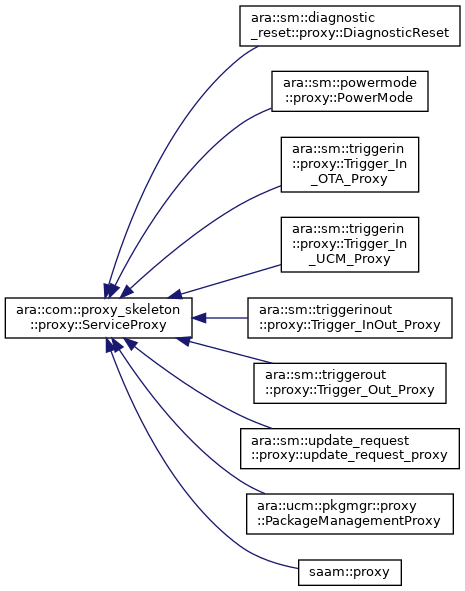 ara::sm::diagnostic
_reset::proxy::DiagnosticReset
ara::sm::powermode
::proxy::PowerMode
ara::sm::triggerin
::proxy::Trigger_In
_OTA_Proxy
ara::sm::triggerin
::proxy::Trigger_In
_UCM_Proxy
ara::com::proxy_skeleton
::proxy::ServiceProxy
ara::sm::triggerinout
::proxy::Trigger_InOut_Proxy
ara::sm::triggerout
::proxy::Trigger_Out_Proxy
ara::sm::update_request
::proxy::update_request_proxy
ara::ucm::pkgmgr::proxy
::PackageManagementProxy
saam::proxy